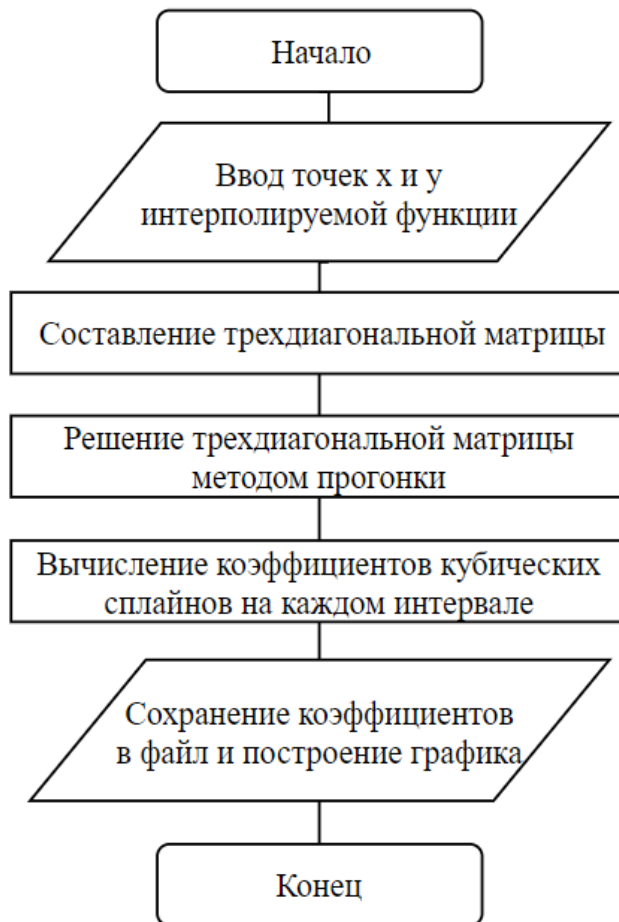 Начало
Ввод точек x и y
интерполируемой функции
Составление трехдиагональной матрицы
Решение трехдиагональной матрицы
методом прогонки
Вычисление коэффициентов кубических
сплайнов на каждом интервале
Сохранение коэффициентов
в файл и построение графика
Конец